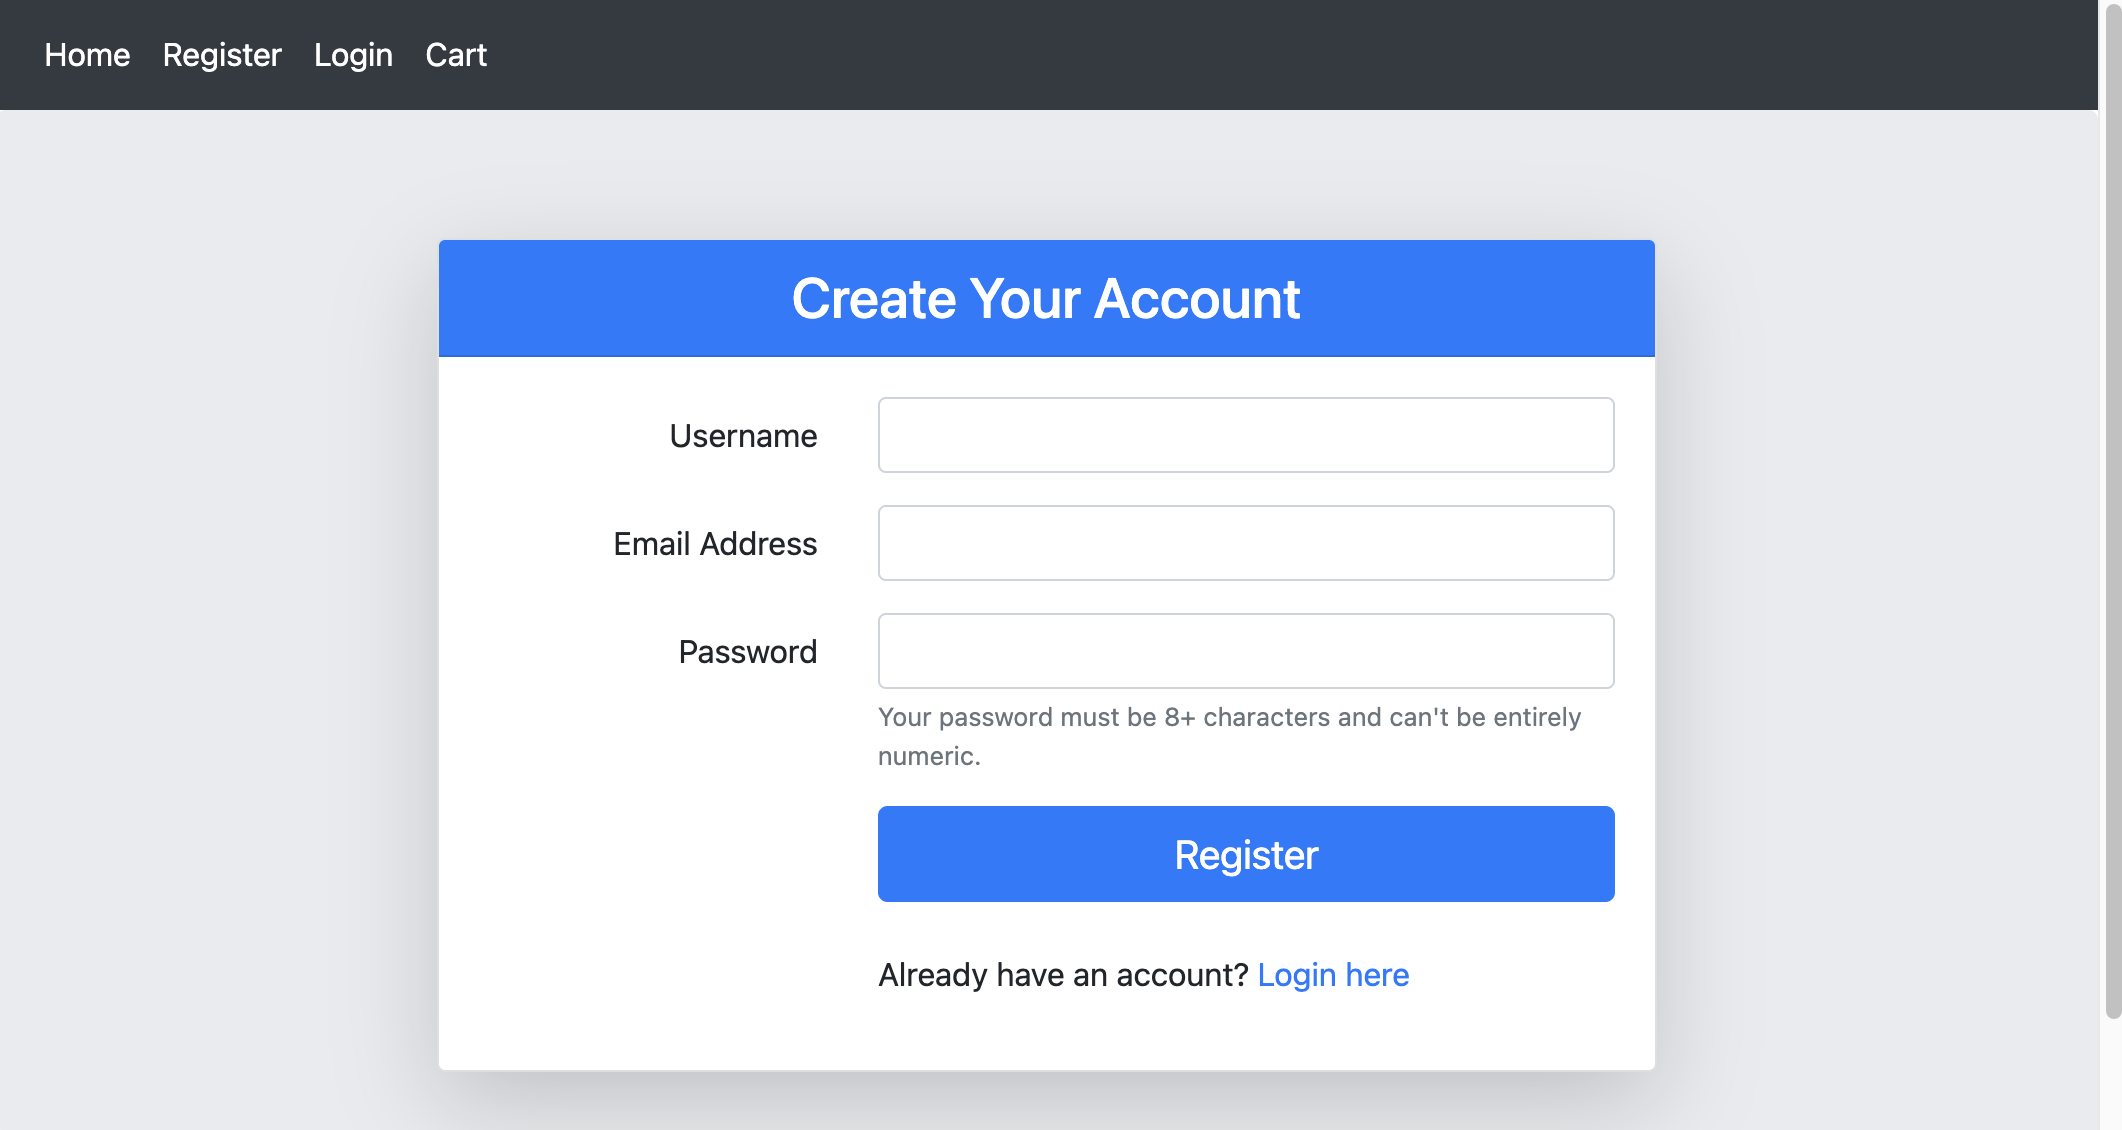 Home Register Login Cart
Create Your Account
Username
Email Address
Password
Your password must be 8+ characters and can't be entirely
numeric.
Register
Already have an account? Login here